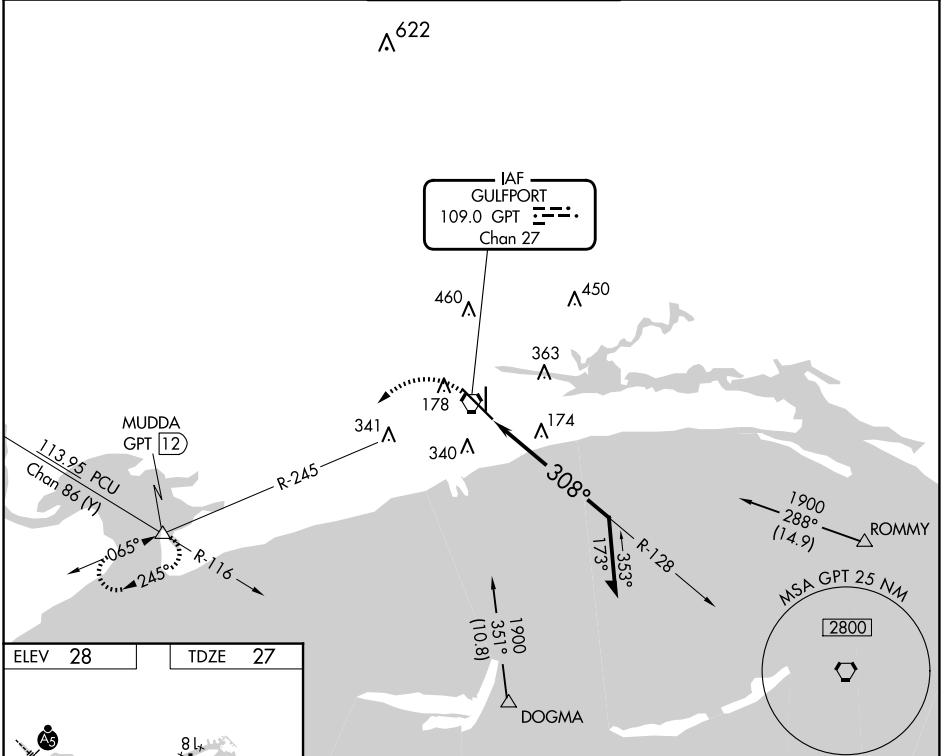 622
IAF
GULFPORT
109.0 GPT
Chan 27
460
450
363
178
174
341
340
MUDDA
GPT 12
113.95 PCU
Chan 86 (Y)
R-245
065°
245°
R-116
308°
R-128
173°
353°
1900
288°
(14.9)
ROMMY
1900
351°
(10.8)
DOGMA
MSA GPT 25 NM
2800
ELEV 28
TDZE 27
A5
81